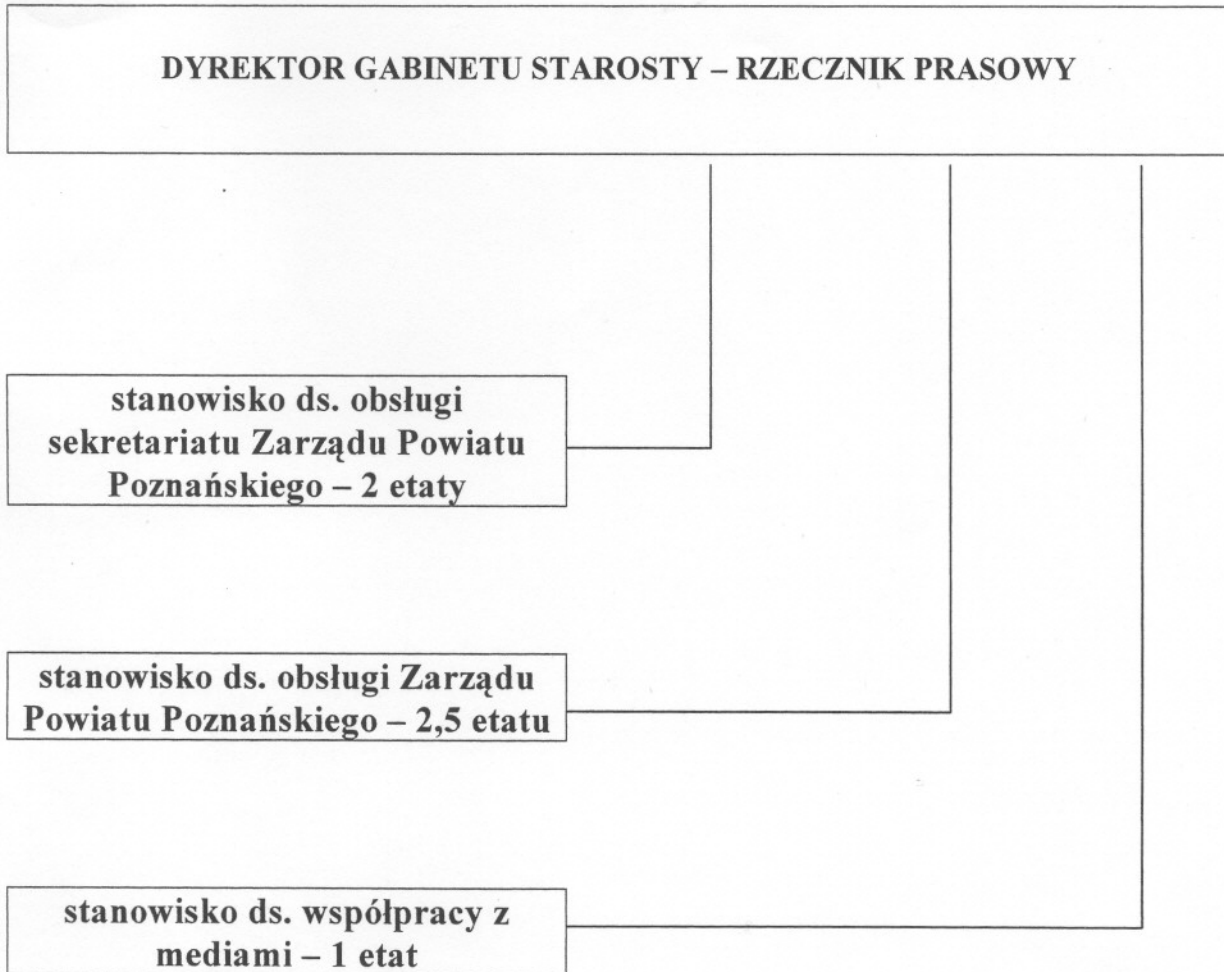 DYREKTOR GABINETU STAROSTY – RZECZNIK PRASOWY
stanowisko ds. obsługi
sekretariatu Zarządu Powiatu
Poznańskiego – 2 etaty
stanowisko ds. obsługi Zarządu
Powiatu Poznańskiego – 2,5 etatu
stanowisko ds. współpracy z
mediami – 1 etat